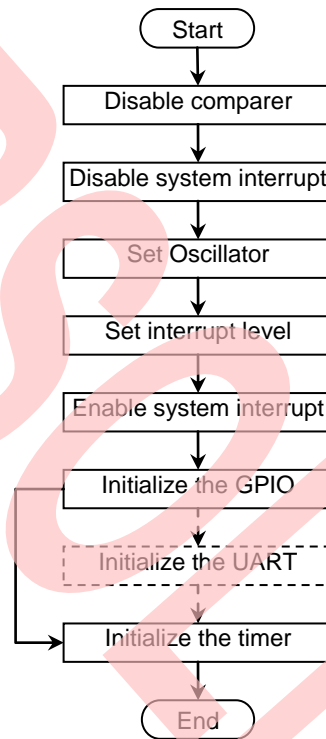 Start
Disable comparer
Disable system interrupt
Set Oscillator
Set interrupt level
Enable system interrupt
Initialize the GPIO
Initialize the UART
Initialize the timer
End